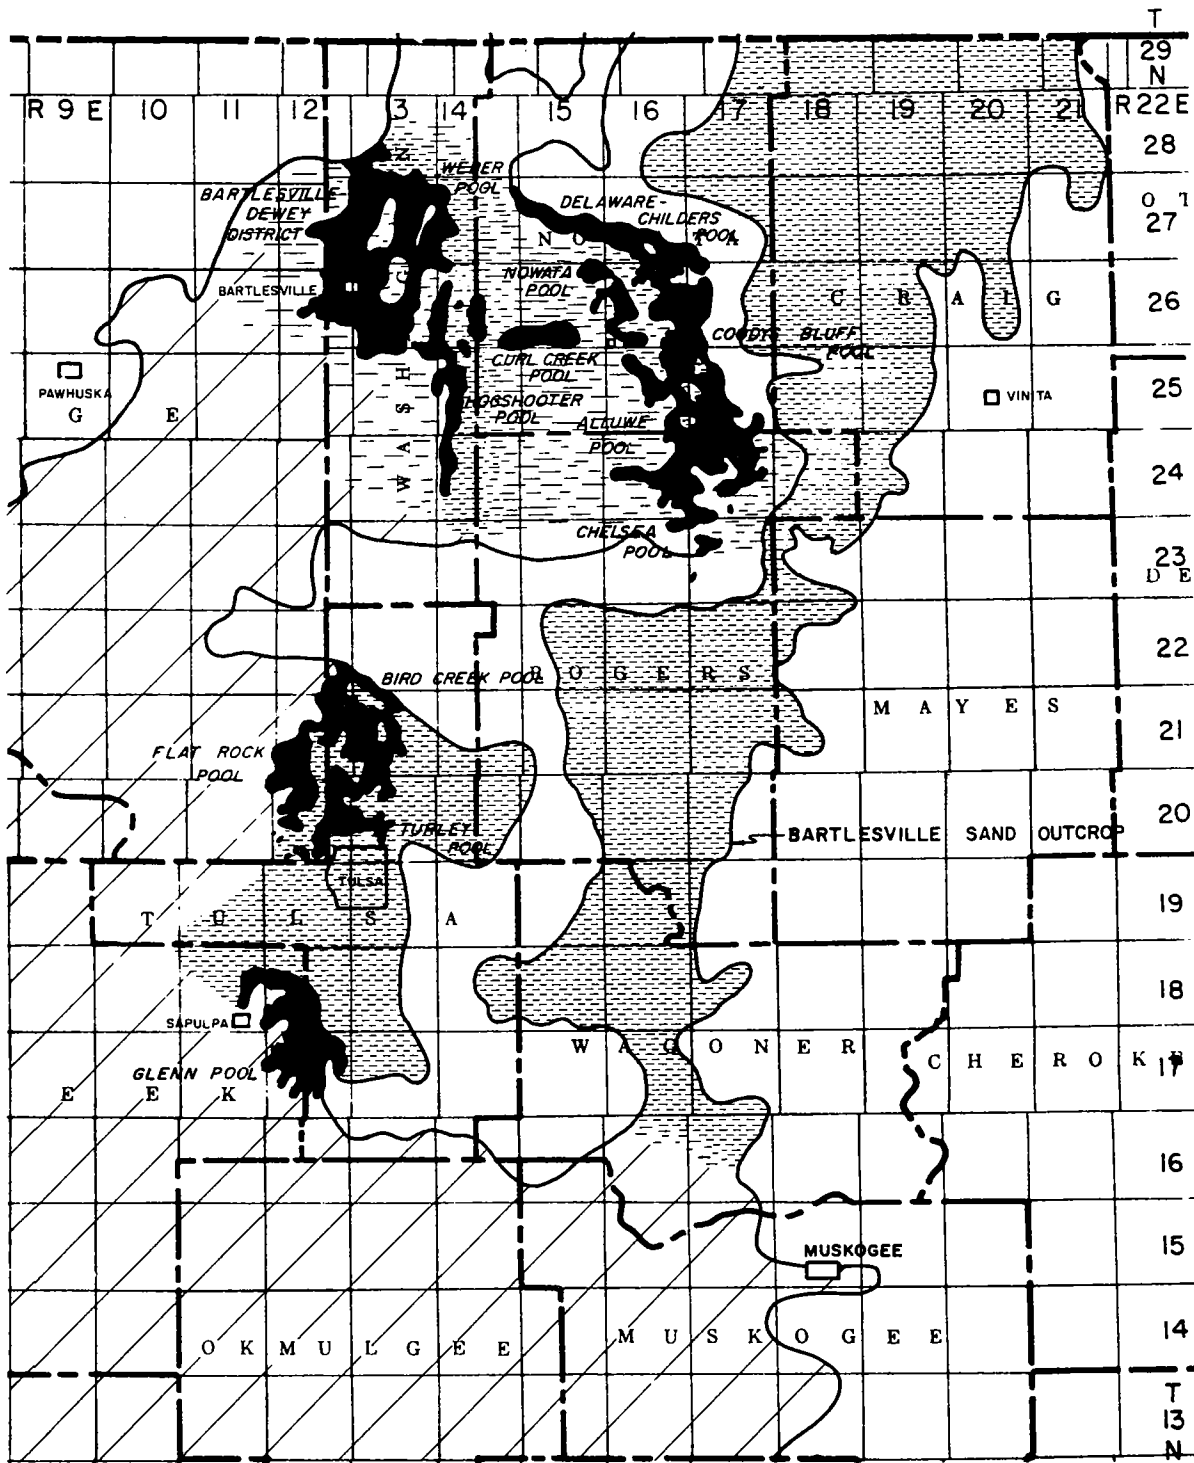 T
29
N
R 9 E 10 11 12 13 14 15 16 17 18 19 20 21 R 22 E
28
WEBER
POOL
BARTLESVILLE
DEWEY
DISTRICT
DELAWARE-
CHILDERS
POOL
O T
27
N O W A T A
NOWATA
POOL
BARTLESVILLE
C R A I G
26
COODYS BLUFF
POOL
CURL CREEK
POOL
PAWHUSKA
G E
HOGSHOOTER
POOL
VINITA
25
ALLUWE
POOL
W A S H I N G
24
CHELSEA
POOL
23
D E
22
BIRD CREEK POOL
R O G E R S
M A Y E S
FLAT ROCK
POOL
21
TURLEY
POOL
20
BARTLESVILLE SAND OUTCROP
TULSA
T U L S A
19
18
SAPULPA
GLENN POOL
W A G O N E R
C H E R O K E
17
E E K
16
15
MUSKOGEE
O K M U L G E E
M U S K O G E E
14
T
13
N